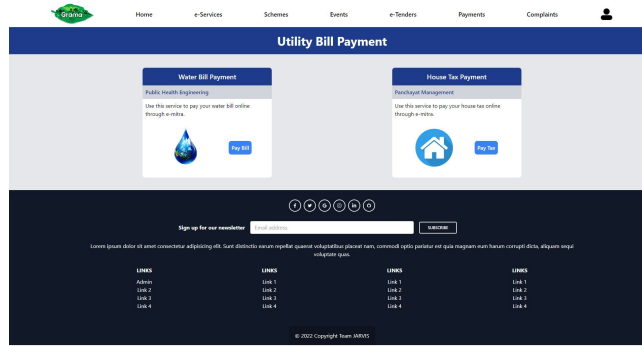 Grama
Home e-Services Schemes Events e-Tenders Payments Complaints
Utility Bill Payment
Water Bill Payment
Public Health Engineering
Use this service to pay your water bill online
through e-mitra.
Pay Bill
House Tax Payment
Panchayat Management
Use this service to pay your house tax online
through e-mitra.
Pay Tax
Sign up for our newsletter Email address SUBSCRIBE
Lorem ipsum dolor sit amet consectetur adipisicing elit. Sunt distinctio earum repellat quaerat voluptatibus placeat nam, commodi optio pariatur est quia magnam eum harum corrupti dicta, aliquam sequi
voluptate quas.
LINKS LINKS LINKS LINKS
Admin Link 1 Link 1 Link 1
Link 2 Link 2 Link 2 Link 2
Link 3 Link 3 Link 3 Link 3
Link 4 Link 4 Link 4 Link 4
© 2022 Copyright Team JARVIS